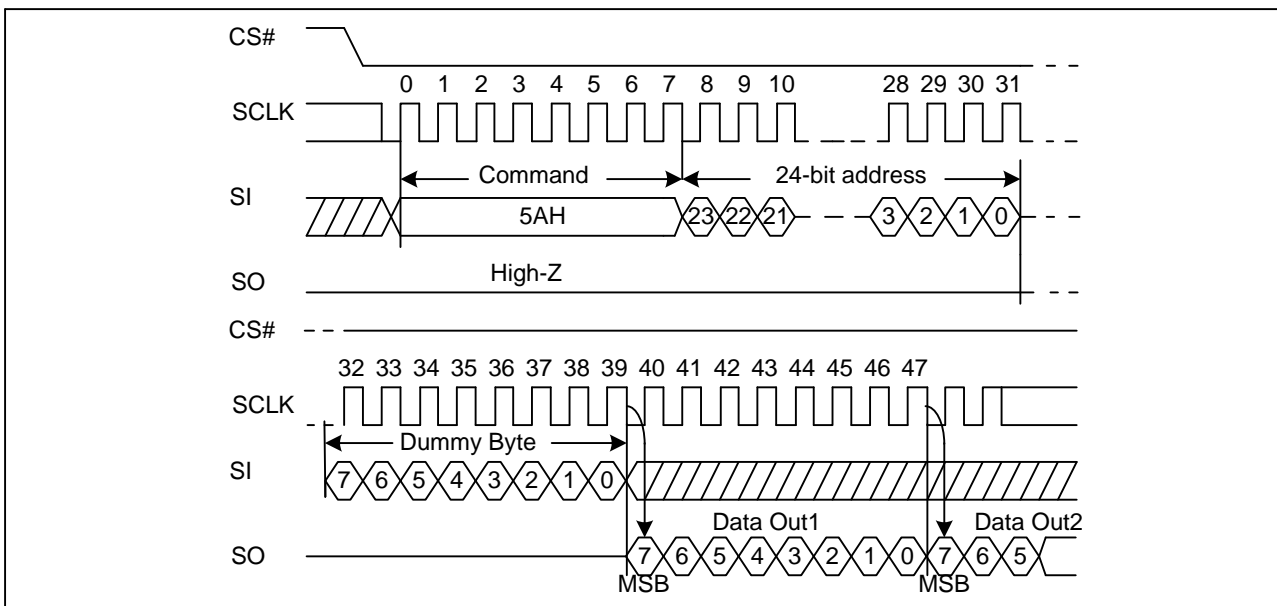 CS#
0 1 2 3 4 5 6 7 8 9 10 28 29 30 31
SCLK
Command 24-bit address
SI
5AH 23 22 21 3 2 1 0
High-Z
SO
CS#
32 33 34 35 36 37 38 39 40 41 42 43 44 45 46 47
SCLK
Dummy Byte
SI
7 6 5 4 3 2 1 0
Data Out1 Data Out2
SO
7 6 5 4 3 2 1 0 7 6 5
MSB MSB